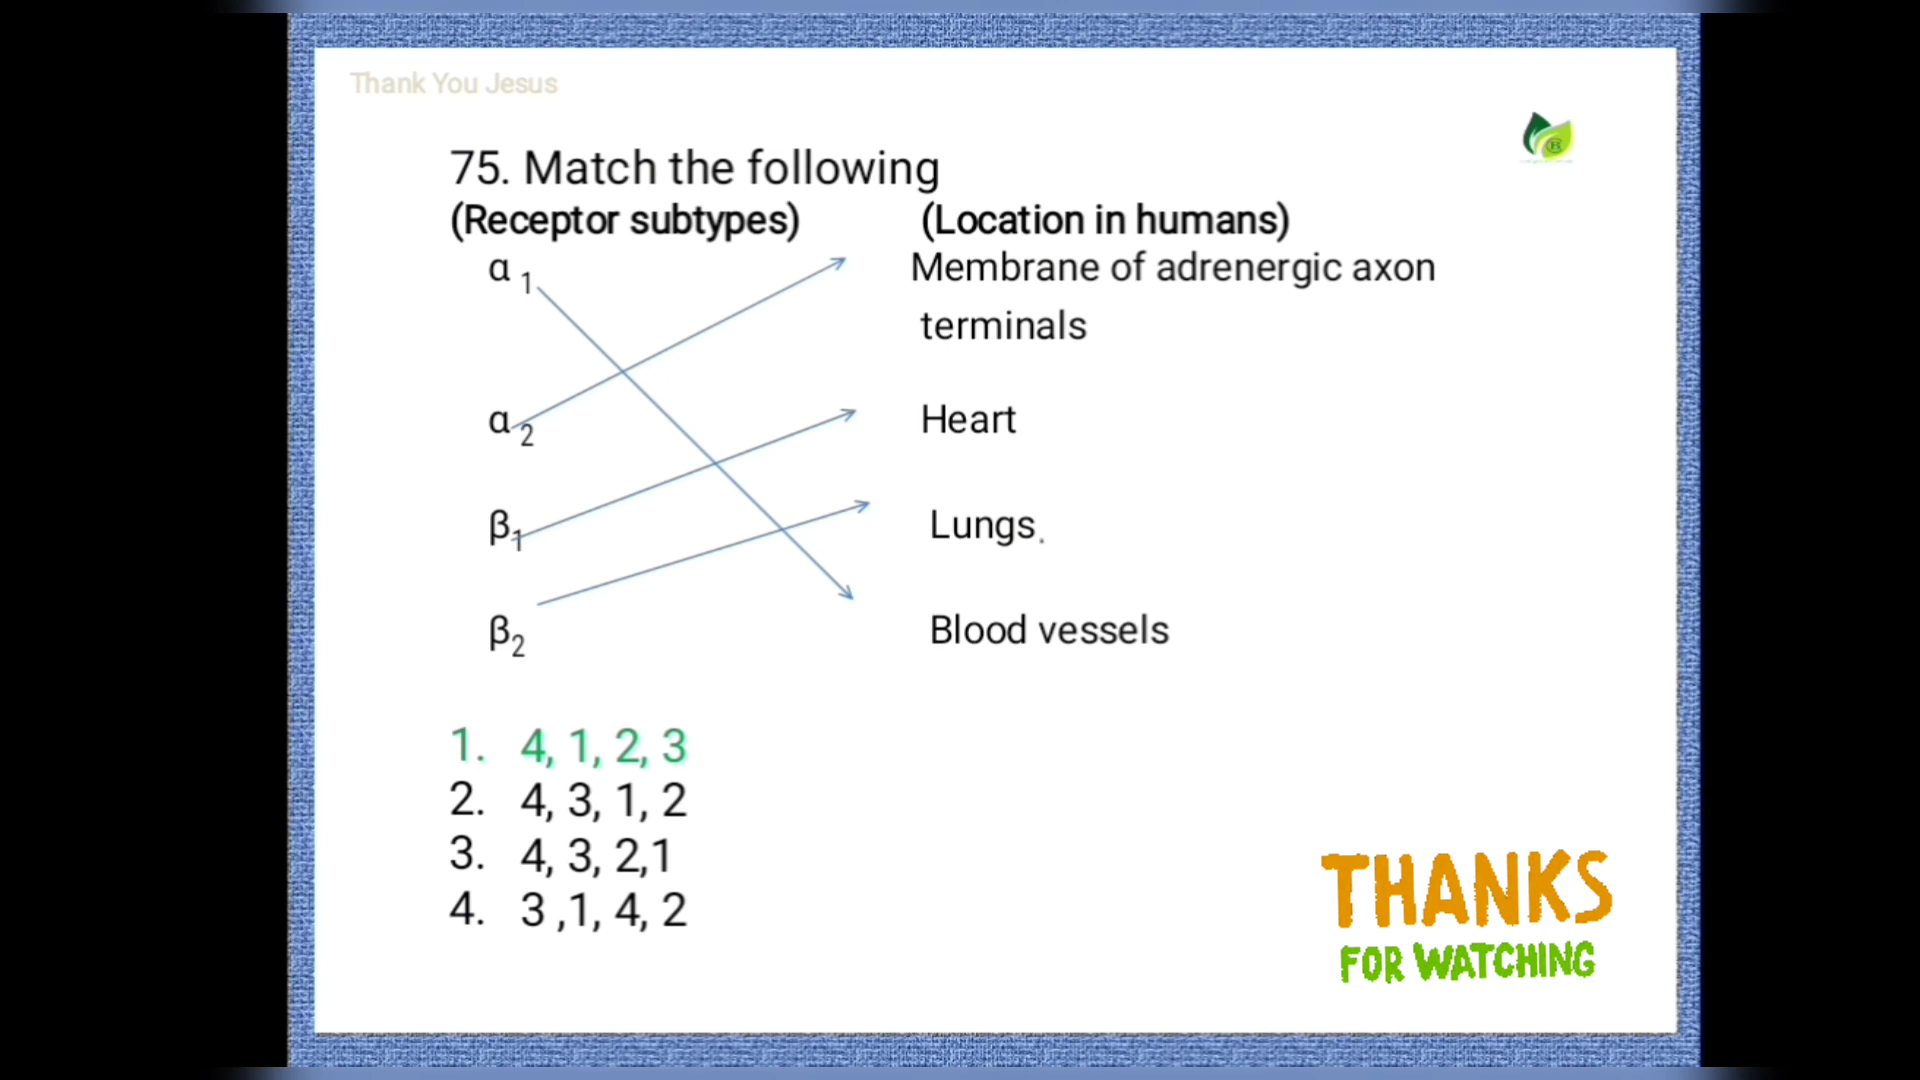 Thank You Jesus
75. Match the following
(Receptor subtypes) (Location in humans)
α 1 Membrane of adrenergic axon
terminals
α 2 Heart
β1 Lungs.
β2 Blood vessels
1. 4, 1, 2, 3
2. 4, 3, 1, 2
3. 4, 3, 2,1
4. 3 ,1, 4, 2
THANKS
FOR WATCHING